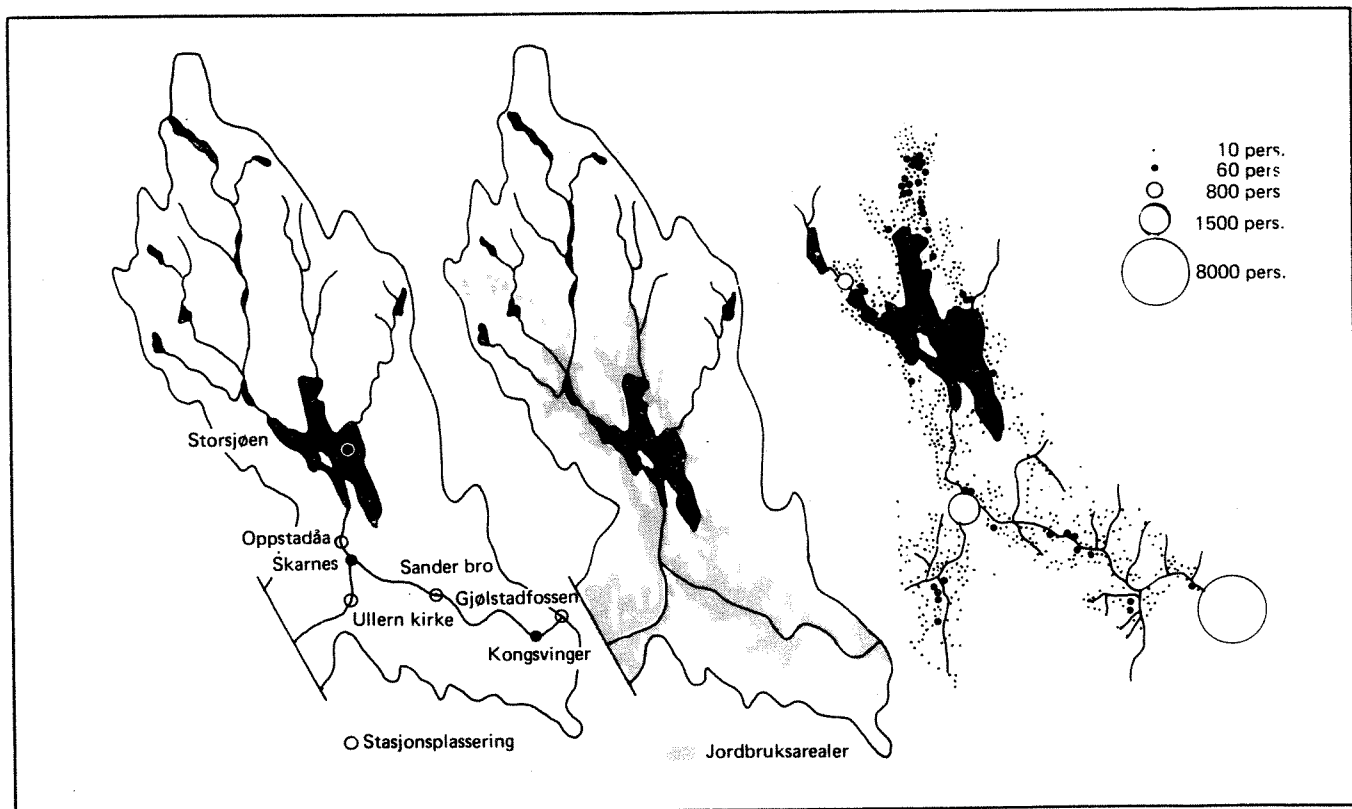 Storsjøen
Oppstadåa
Skarnes
Sander bro
Gjølstadfossen
Ullern kirke
Kongsvinger
Stasjonsplassering
Jordbruksarealer
10 pers.
60 pers
800 pers
1500 pers.
8000 pers.